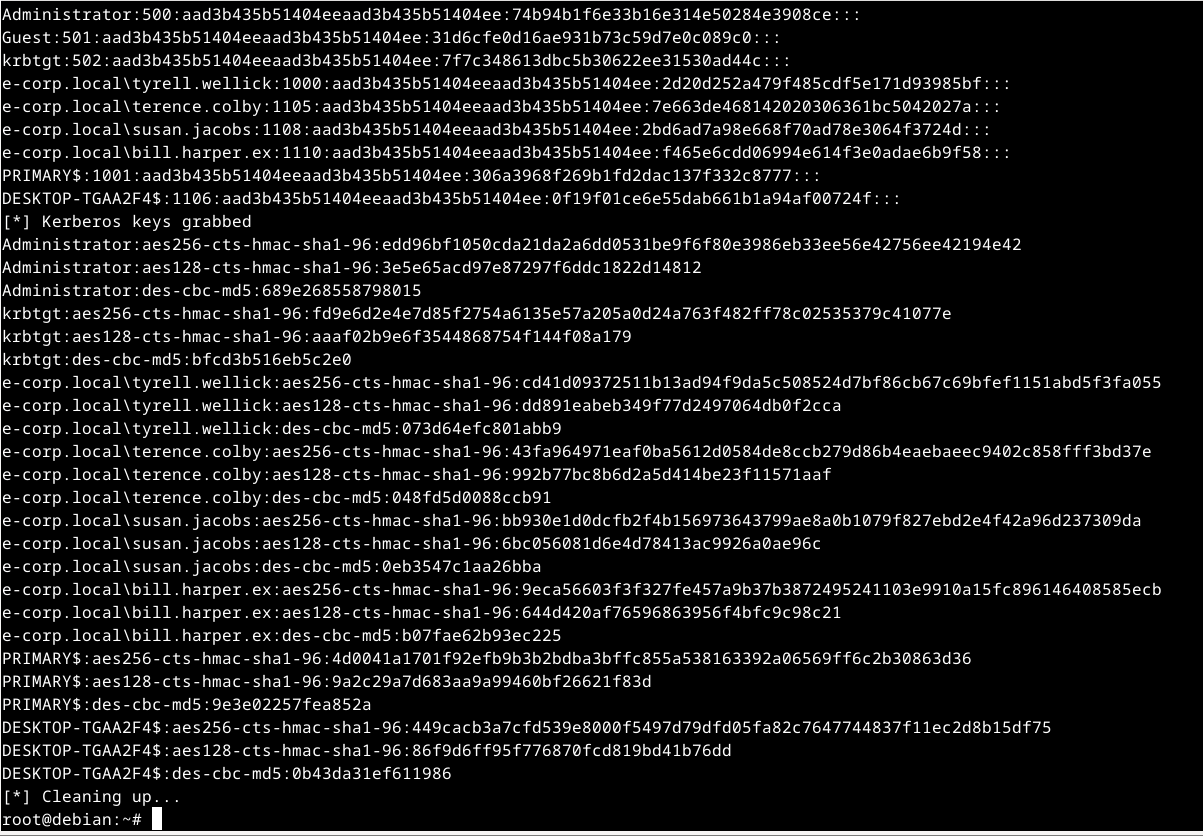 Administrator:500:aad3b435b51404eeaad3b435b51404ee:74b94b1f6e33b16e314e50284e3908ce:::
Guest:501:aad3b435b51404eeaad3b435b51404ee:31d6cfe0d16ae931b73c59d7e0c089c0:::
krbtgt:502:aad3b435b51404eeaad3b435b51404ee:7f7c348613dbc5b30622ee31530ad44c:::
e-corp.local\tyrell.wellick:1000:aad3b435b51404eeaad3b435b51404ee:2d20d252a479f485cdf5e171d93985bf:::
e-corp.local\terence.colby:1105:aad3b435b51404eeaad3b435b51404ee:7e663de468142020306361bc5042027a:::
e-corp.local\susan.jacobs:1108:aad3b435b51404eeaad3b435b51404ee:2bd6ad7a98e668f70ad78e3064f3724d:::
e-corp.local\bill.harper.ex:1110:aad3b435b51404eeaad3b435b51404ee:f465e6cdd06994e614f3e0adae6b9f58:::
PRIMARY$:1001:aad3b435b51404eeaad3b435b51404ee:306a3968f269b1fd2dac137f332c8777:::
DESKTOP-TGAA2F4$:1106:aad3b435b51404eeaad3b435b51404ee:0f19f01ce6e55dab661b1a94af00724f:::
[*] Kerberos keys grabbed
Administrator:aes256-cts-hmac-sha1-96:edd96bf1050cda21da2a6dd0531be9f6f80e3986eb33ee56e42756ee42194e42
Administrator:aes128-cts-hmac-sha1-96:3e5e65acd97e87297f6ddc1822d14812
Administrator:des-cbc-md5:689e268558798015
krbtgt:aes256-cts-hmac-sha1-96:fd9e6d2e4e7d85f2754a6135e57a205a0d24a763f482ff78c02535379c41077e
krbtgt:aes128-cts-hmac-sha1-96:aaaf02b9e6f3544868754f144f08a179
krbtgt:des-cbc-md5:bfcd3b516eb5c2e0
e-corp.local\tyrell.wellick:aes256-cts-hmac-sha1-96:cd41d09372511b13ad94f9da5c508524d7bf86cb67c69bfef1151abd5f3fa055
e-corp.local\tyrell.wellick:aes128-cts-hmac-sha1-96:dd891eabeb349f77d2497064db0f2cca
e-corp.local\tyrell.wellick:des-cbc-md5:073d64efc801abb9
e-corp.local\terence.colby:aes256-cts-hmac-sha1-96:43fa964971eaf0ba5612d0584de8ccb279d86b4eaebaeec9402c858fff3bd37e
e-corp.local\terence.colby:aes128-cts-hmac-sha1-96:992b77bc8b6d2a5d414be23f11571aaf
e-corp.local\terence.colby:des-cbc-md5:048fd5d0088ccb91
e-corp.local\susan.jacobs:aes256-cts-hmac-sha1-96:bb930e1d0dcfb2f4b156973643799ae8a0b1079f827ebd2e4f42a96d237309da
e-corp.local\susan.jacobs:aes128-cts-hmac-sha1-96:6bc056081d6e4d78413ac9926a0ae96c
e-corp.local\susan.jacobs:des-cbc-md5:0eb3547c1aa26bba
e-corp.local\bill.harper.ex:aes256-cts-hmac-sha1-96:9eca56603f3f327fe457a9b37b3872495241103e9910a15fc896146408585ecb
e-corp.local\bill.harper.ex:aes128-cts-hmac-sha1-96:644d420af76596863956f4bfc9c98c21
e-corp.local\bill.harper.ex:des-cbc-md5:b07fae62b93ec225
PRIMARY$:aes256-cts-hmac-sha1-96:4d0041a1701f92efb9b3b2bdba3bffc855a538163392a06569ff6c2b30863d36
PRIMARY$:aes128-cts-hmac-sha1-96:9a2c29a7d683aa9a99460bf26621f83d
PRIMARY$:des-cbc-md5:9e3e02257fea852a
DESKTOP-TGAA2F4$:aes256-cts-hmac-sha1-96:449cacb3a7cfd539e8000f5497d79dfd05fa82c7647744837f11ec2d8b15df75
DESKTOP-TGAA2F4$:aes128-cts-hmac-sha1-96:86f9d6ff95f776870fcd819bd41b76dd
DESKTOP-TGAA2F4$:des-cbc-md5:0b43da31ef611986
[*] Cleaning up...
root@debian:~#